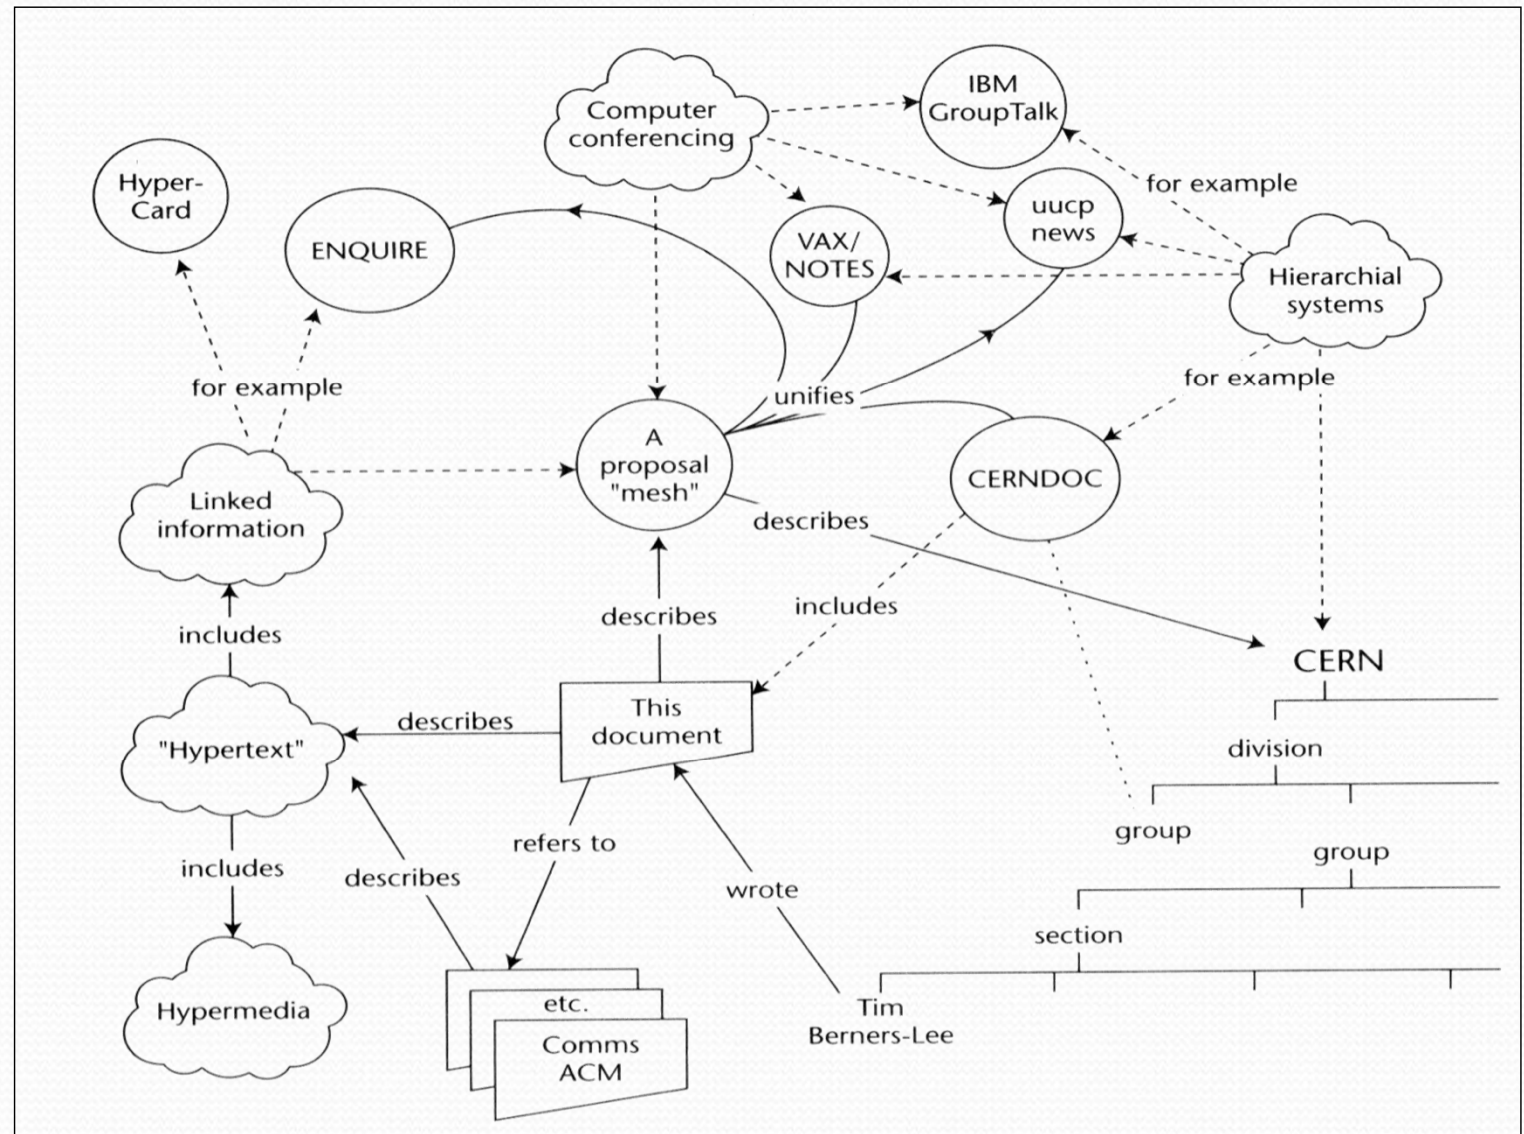 IBM
GroupTalk
Computer
conferencing
for example
Hyper-
Card
uucp
news
ENQUIRE
VAX/
NOTES
Hierarchial
systems
for example
for example
unifies
A
proposal
"mesh"
CERNDOC
Linked
information
describes
includes
describes
includes
CERN
This
document
describes
"Hypertext"
division
group
refers to
group
includes
describes
wrote
section
etc.
Hypermedia
Tim
Berners-Lee
Comms
ACM